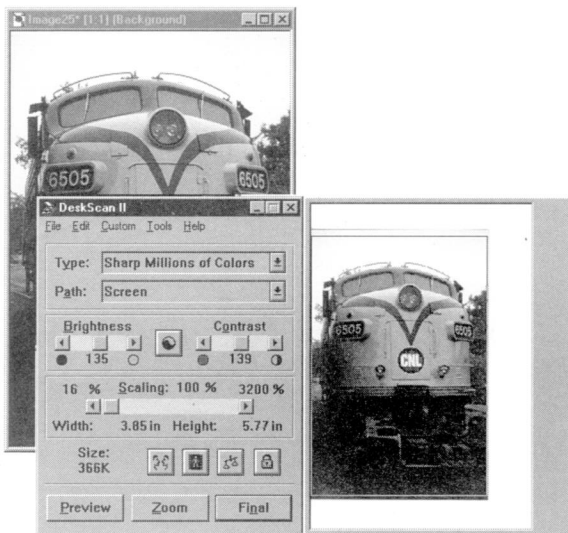 Image25* [1:1] (Background)
6505
6505
DeskScan II
File Edit Custom Tools Help
Type: Sharp Millions of Colors
Path: Screen
Brightness Contrast
135 139
16 % Scaling: 100 % 3200 %
Width: 3.85 in Height: 5.77 in
Size:
366K
Preview Zoom Final
6505
6505
CNL